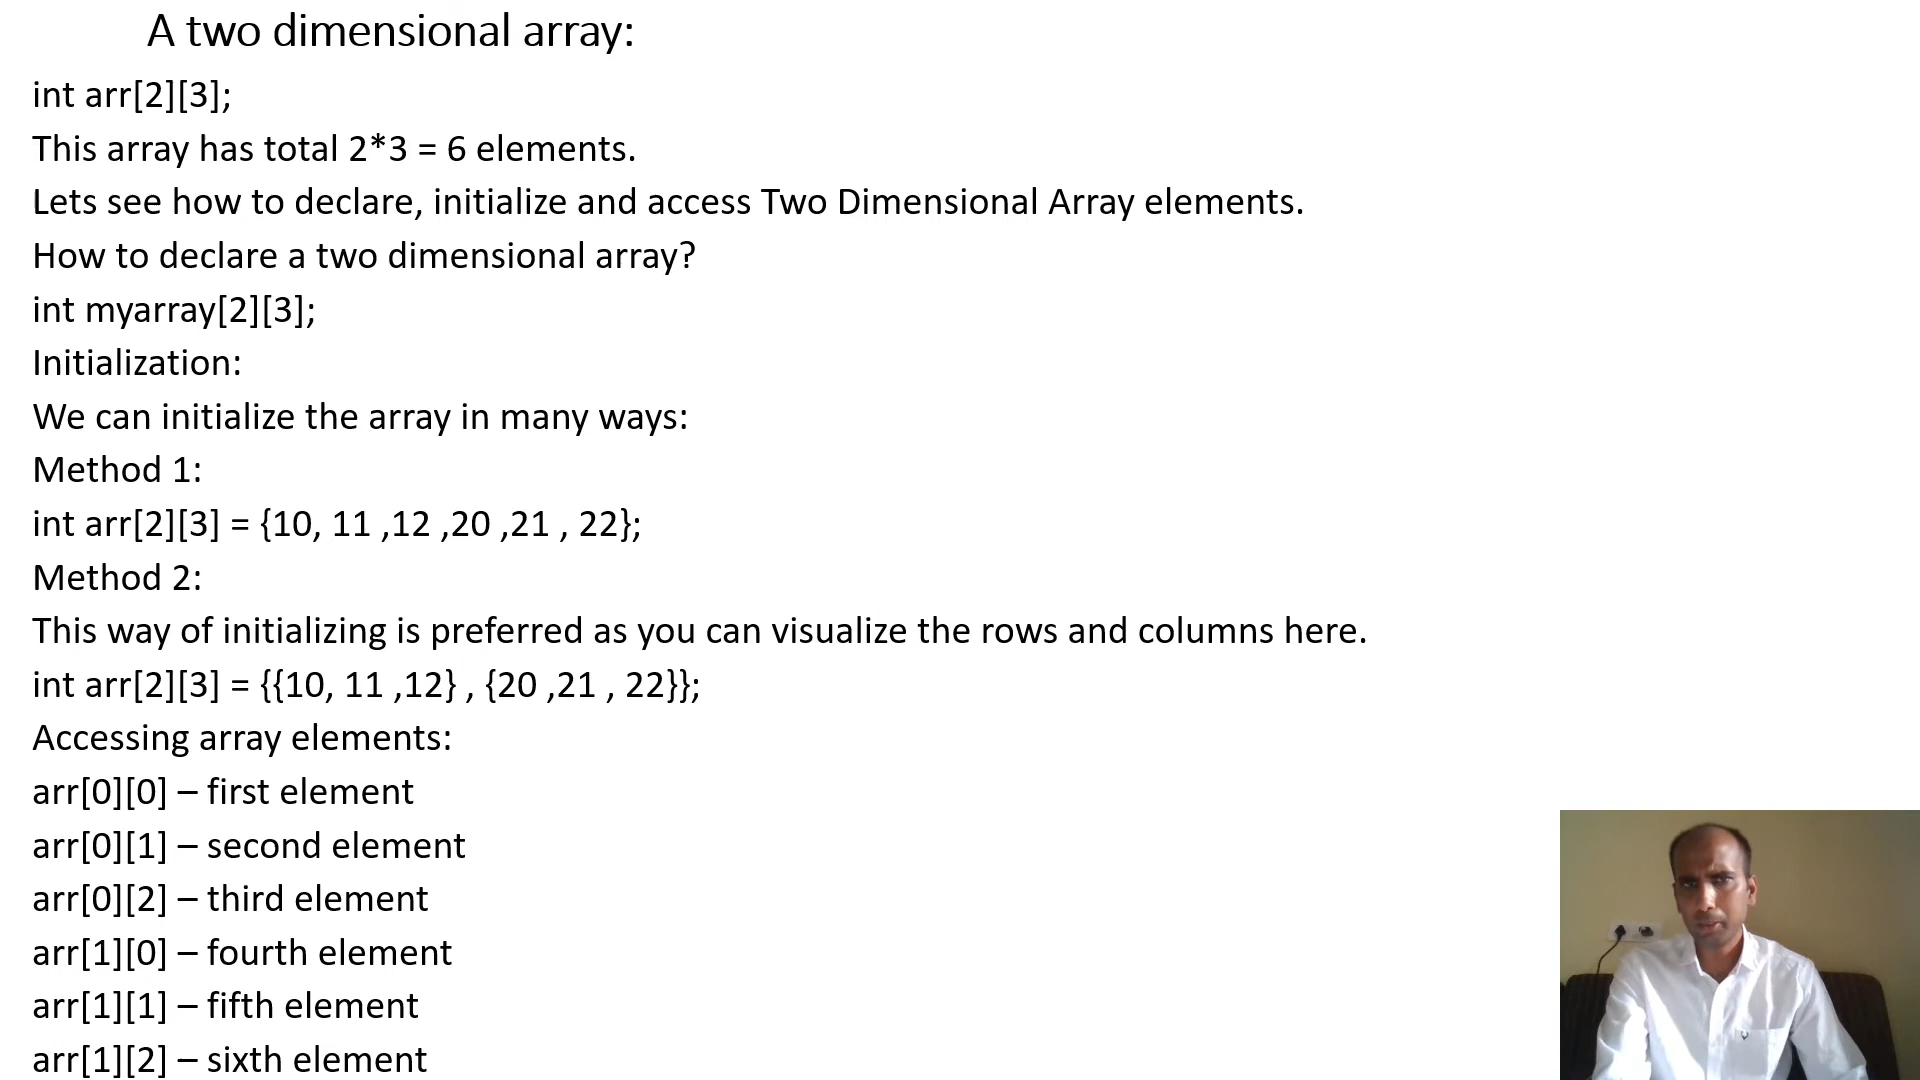 A two dimensional array:
int arr[2][3];
This array has total 2*3 = 6 elements.
Lets see how to declare, initialize and access Two Dimensional Array elements.
How to declare a two dimensional array?
int myarray[2][3];
Initialization:
We can initialize the array in many ways:
Method 1:
int arr[2][3] = {10, 11 ,12 ,20 ,21 , 22};
Method 2:
This way of initializing is preferred as you can visualize the rows and columns here.
int arr[2][3] = {{10, 11 ,12} , {20 ,21 , 22}};
Accessing array elements:
arr[0][0] – first element
arr[0][1] – second element
arr[0][2] – third element
arr[1][0] – fourth element
arr[1][1] – fifth element
arr[1][2] – sixth element